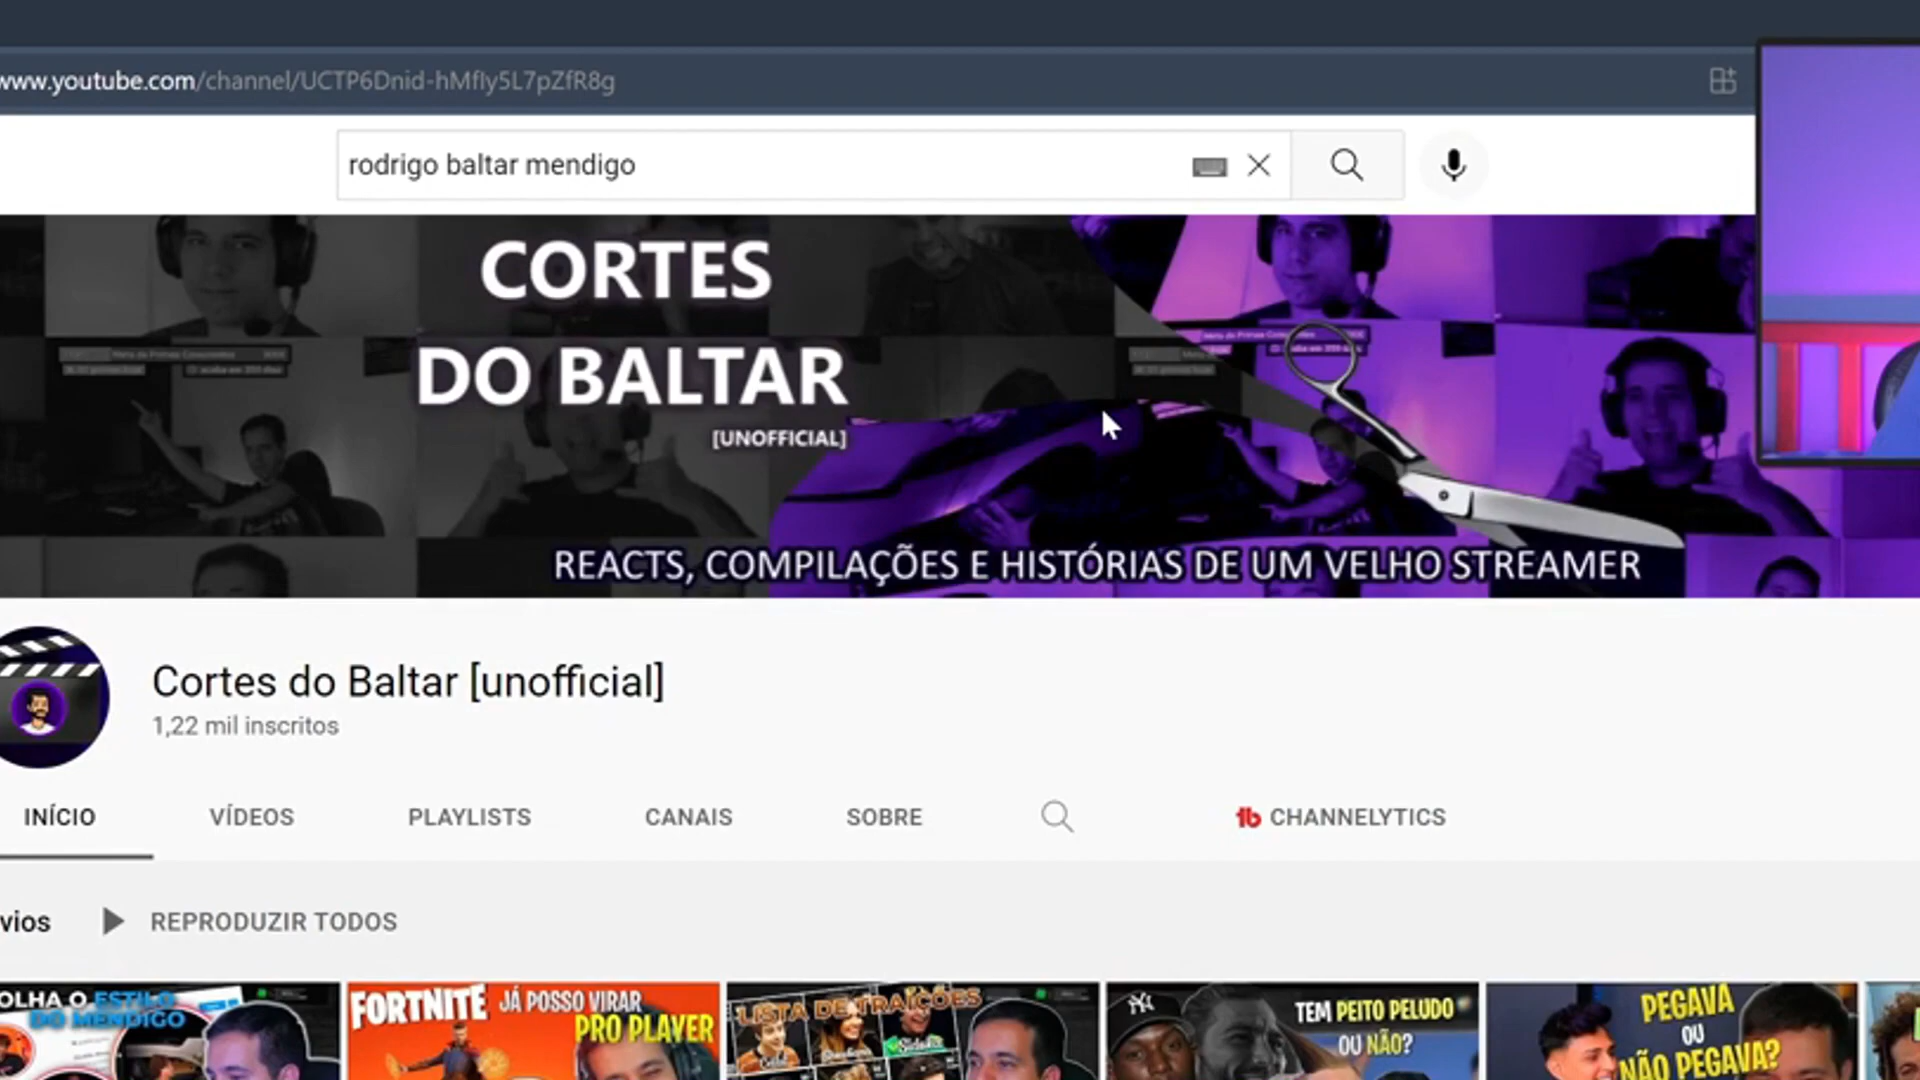 www.youtube.com/channel/UCTP6Dnid-hMfIy5L7pZfR8g
rodrigo baltar mendigo
CORTES
DO BALTAR
[UNOFFICIAL]
REACTS, COMPILAÇÕES E HISTÓRIAS DE UM VELHO STREAMER
Cortes do Baltar [unofficial]
1,22 mil inscritos
INÍCIO VÍDEOS PLAYLISTS CANAIS SOBRE CHANNELYTICS
vios REPRODUZIR TODOS
OLHA O ESTILO
DO MENDIGO
FORTNITE JÁ POSSO VIRAR
PRO PLAYER
LISTA DE TRAIÇÕES
TEM PEITO PELUDO
OU NÃO?
PEGAVA
OU
NÃO PEGAVA?